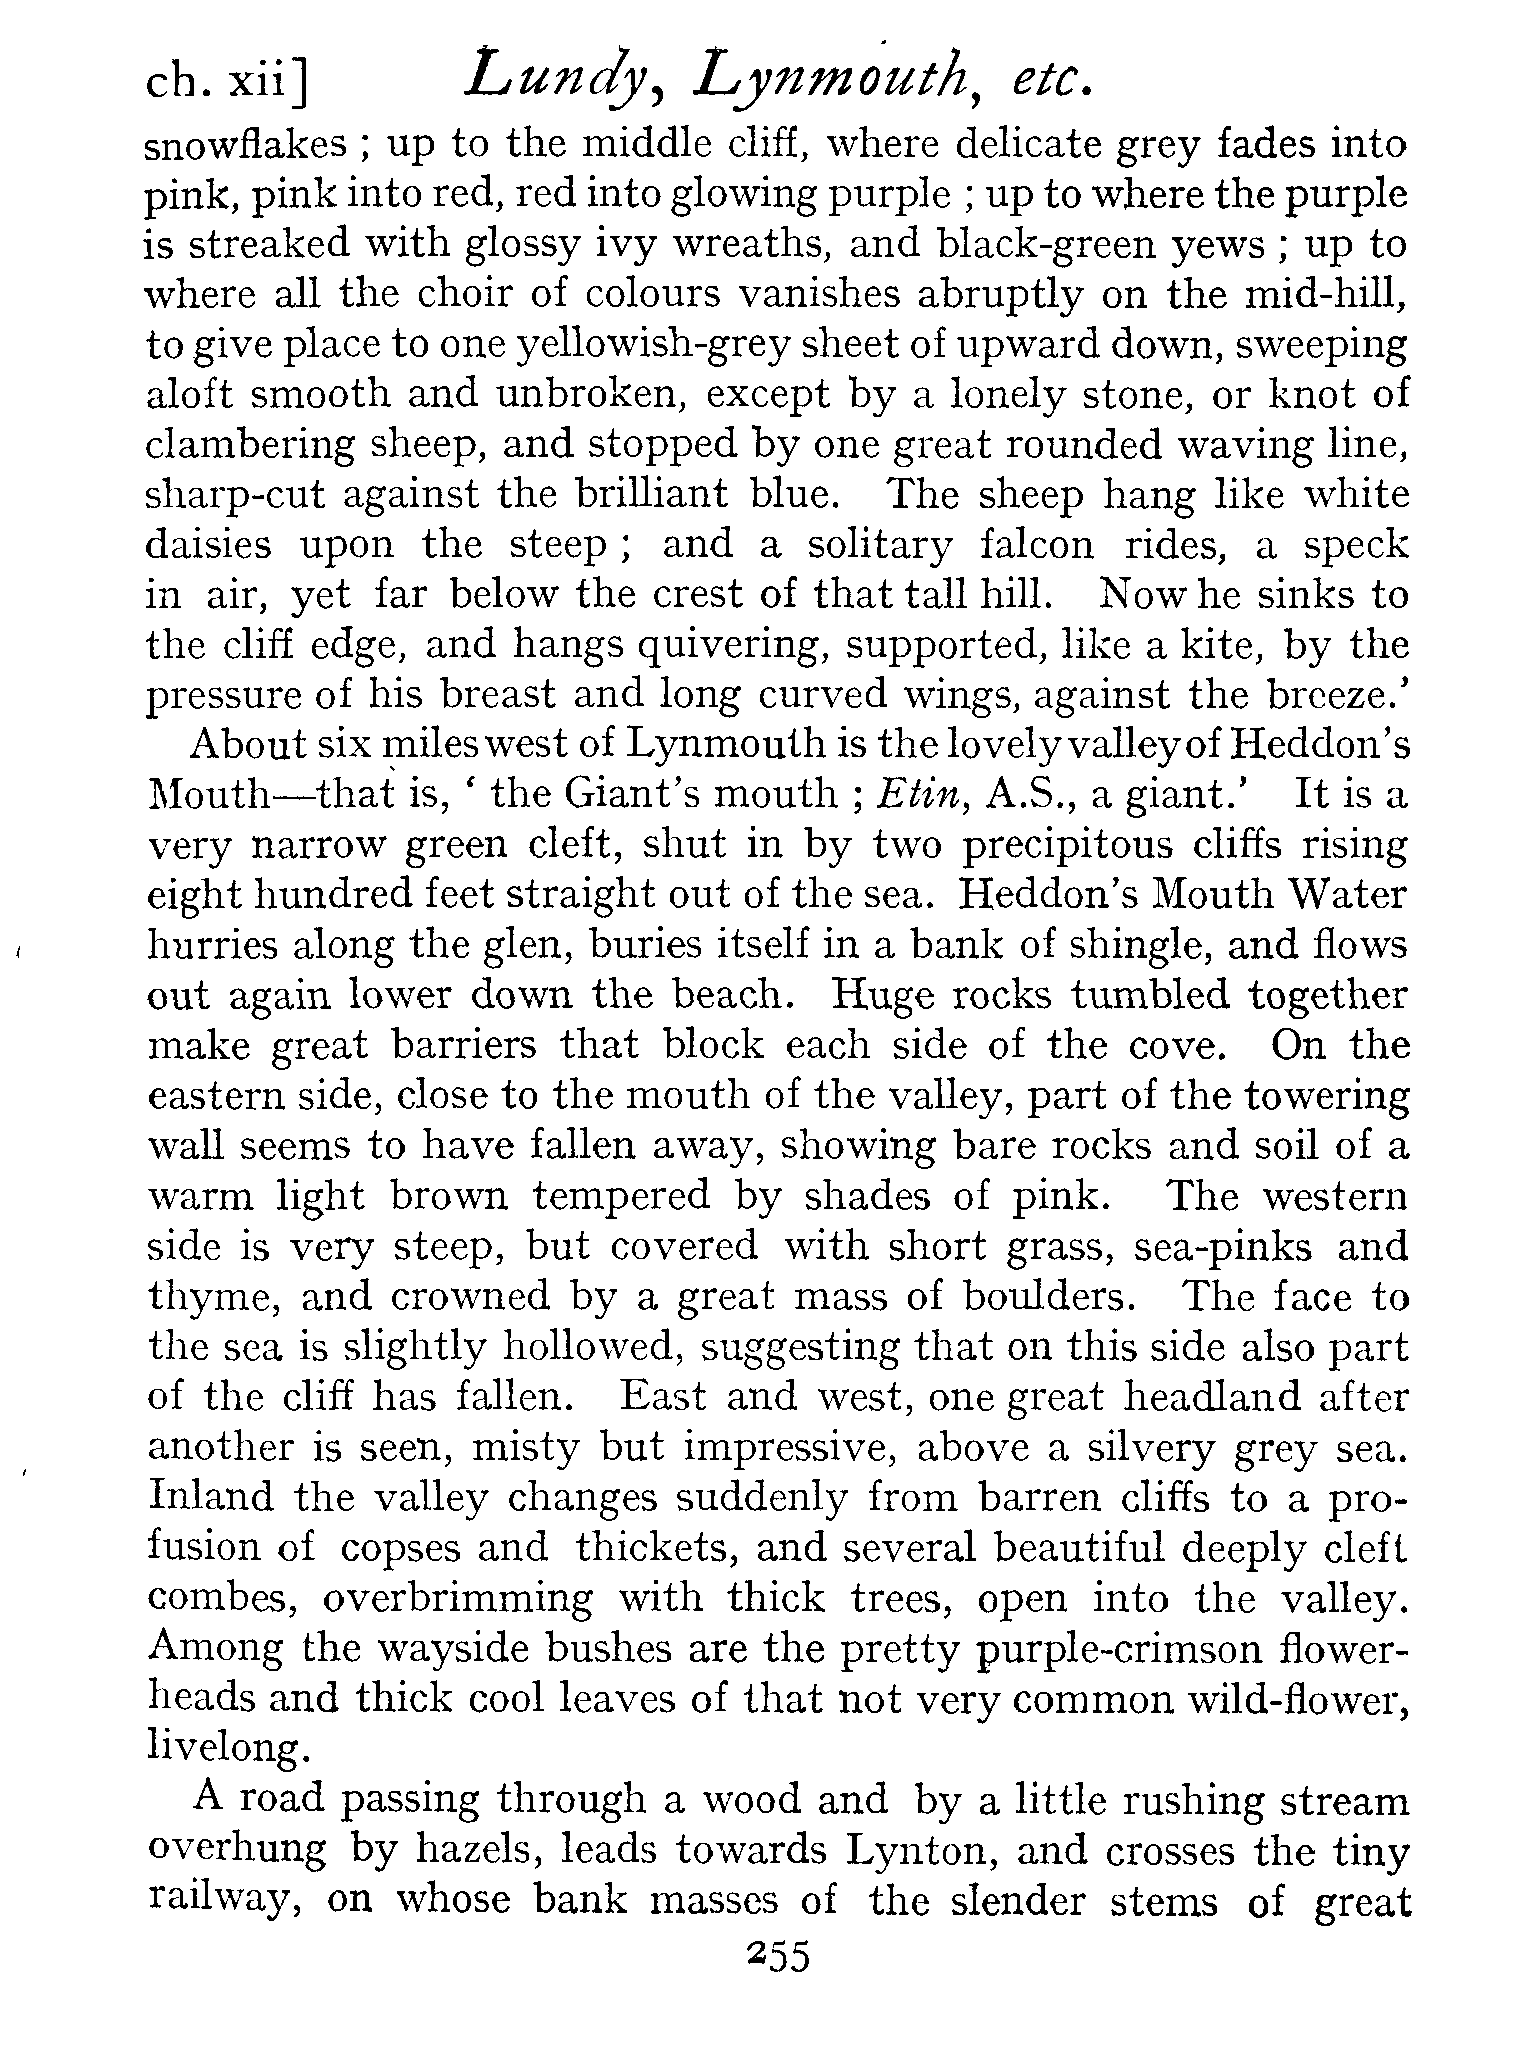 ch. xii] Lundy, Lynmouth, etc.
snowflakes ; up to the middle cliff, where delicate grey fades into
pink, pink into red, red into glowing purple ; up to where the purple
is streaked with glossy ivy wreaths, and black-green yews ; up to
where all the choir of colours vanishes abruptly on the mid-hill,
to give place to one yellowish-grey sheet of upward down, sweeping
aloft smooth and unbroken, except by a lonely stone, or knot of
clambering sheep, and stopped by one great rounded waving line,
sharp-cut against the brilliant blue. The sheep hang like white
daisies upon the steep ; and a solitary falcon rides, a speck
in air, yet far below the crest of that tall hill. Now he sinks to
the cliff edge, and hangs quivering, supported, like a kite, by the
pressure of his breast and long curved wings, against the breeze.'
About six miles west of Lynmouth is the lovely valley of Heddon's
Mouth—that is, ' the Giant's mouth ; Etin, A.S., a giant.' It is a
very narrow green cleft, shut in by two precipitous cliffs rising
eight hundred feet straight out of the sea. Heddon's Mouth Water
hurries along the glen, buries itself in a bank of shingle, and flows
out again lower down the beach. Huge rocks tumbled together
make great barriers that block each side of the cove. On the
eastern side, close to the mouth of the valley, part of the towering
wall seems to have fallen away, showing bare rocks and soil of a
warm light brown tempered by shades of pink. The western
side is very steep, but covered with short grass, sea-pinks and
thyme, and crowned by a great mass of boulders. The face to
the sea is slightly hollowed, suggesting that on this side also part
of the cliff has fallen. East and west, one great headland after
another is seen, misty but impressive, above a silvery grey sea.
Inland the valley changes suddenly from barren cliffs to a pro-
fusion of copses and thickets, and several beautiful deeply cleft
combes, overbrimming with thick trees, open into the valley.
Among the wayside bushes are the pretty purple-crimson flower-
heads and thick cool leaves of that not very common wild-flower,
livelong.
A road passing through a wood and by a little rushing stream
overhung by hazels, leads towards Lynton, and crosses the tiny
railway, on whose bank masses of the slender stems of great
255